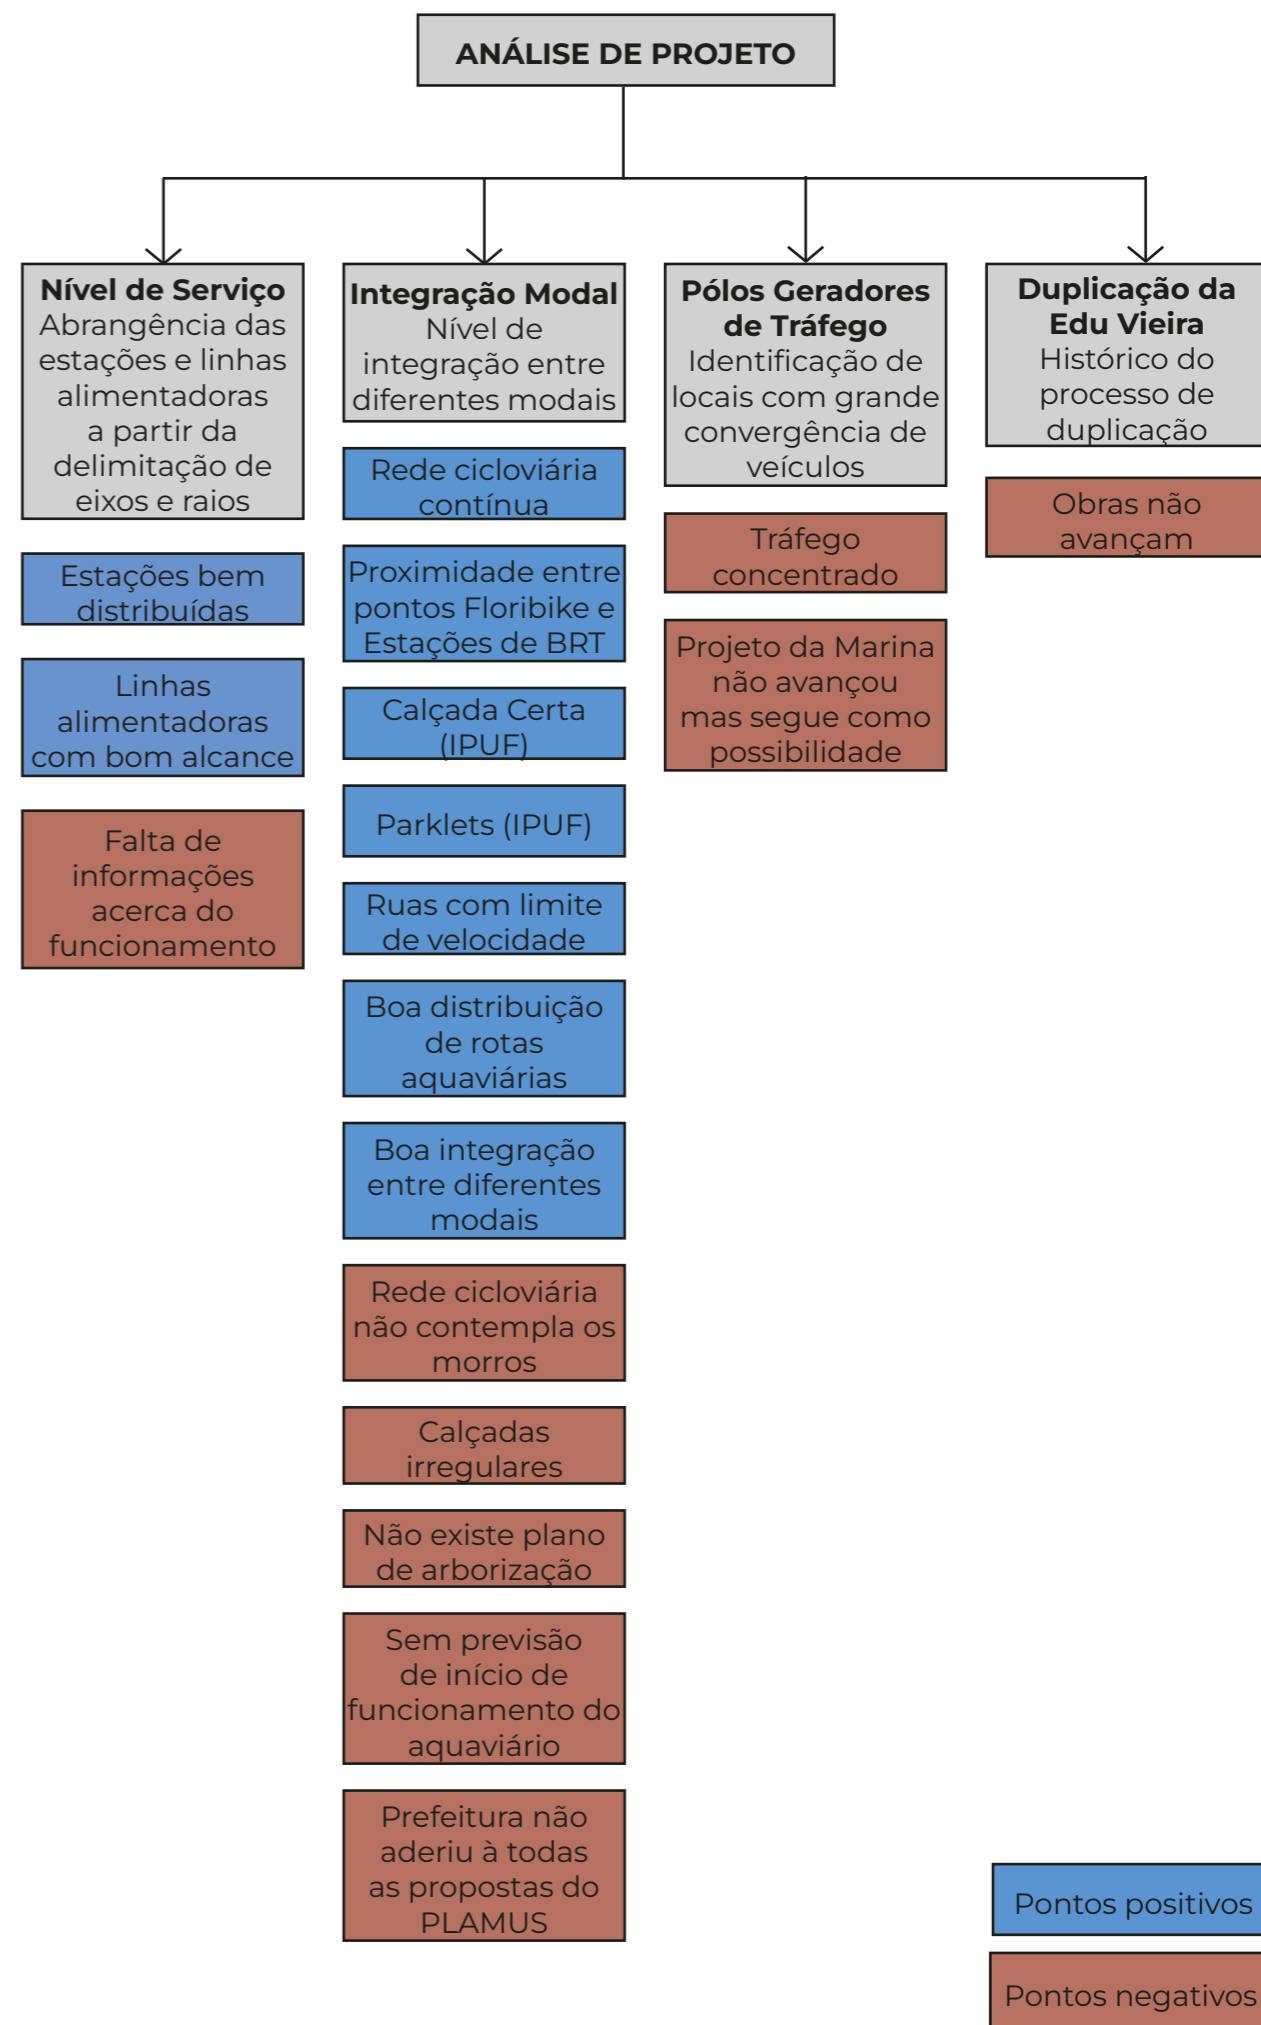 ANÁLISE DE PROJETO
Nível de Serviço
Abrangência das
estações e linhas
alimentadoras
a partir da
delimitação de
eixos e raios
Estações bem
distribuídas
Linhas
alimentadoras
com bom alcance
Falta de
informações
acerca do
funcionamento
Integração Modal
Nível de
integração entre
diferentes modais
Rede cicloviária
contínua
Proximidade entre
pontos Floribike e
Estações de BRT
Calçada Certa
(IPUF)
Parklets (IPUF)
Ruas com limite
de velocidade
Boa distribuição
de rotas
aquaviárias
Boa integração
entre diferentes
modais
Rede cicloviária
não contempla os
morros
Calçadas
irregulares
Não existe plano
de arborização
Sem previsão
de início de
funcionamento do
aquaviário
Prefeitura não
aderiu à todas
as propostas do
PLAMUS
Pólos Geradores
de Tráfego
Identificação de
locais com grande
convergência de
veículos
Tráfego
concentrado
Projeto da Marina
não avançou
mas segue como
possibilidade
Duplicação da
Edu Vieira
Histórico do
processo de
duplicação
Obras não
avançam
Pontos positivos
Pontos negativos